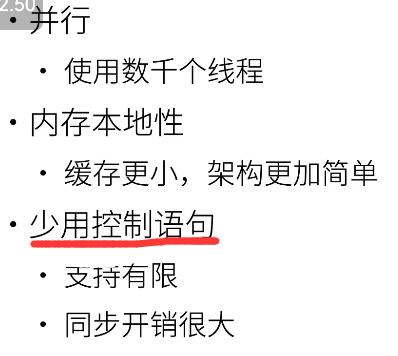 2.50
• 并行
• 使用数千个线程
• 内存本地性
• 缓存更小，架构更加简单
• 少用控制语句
• 支持有限
• 同步开销很大